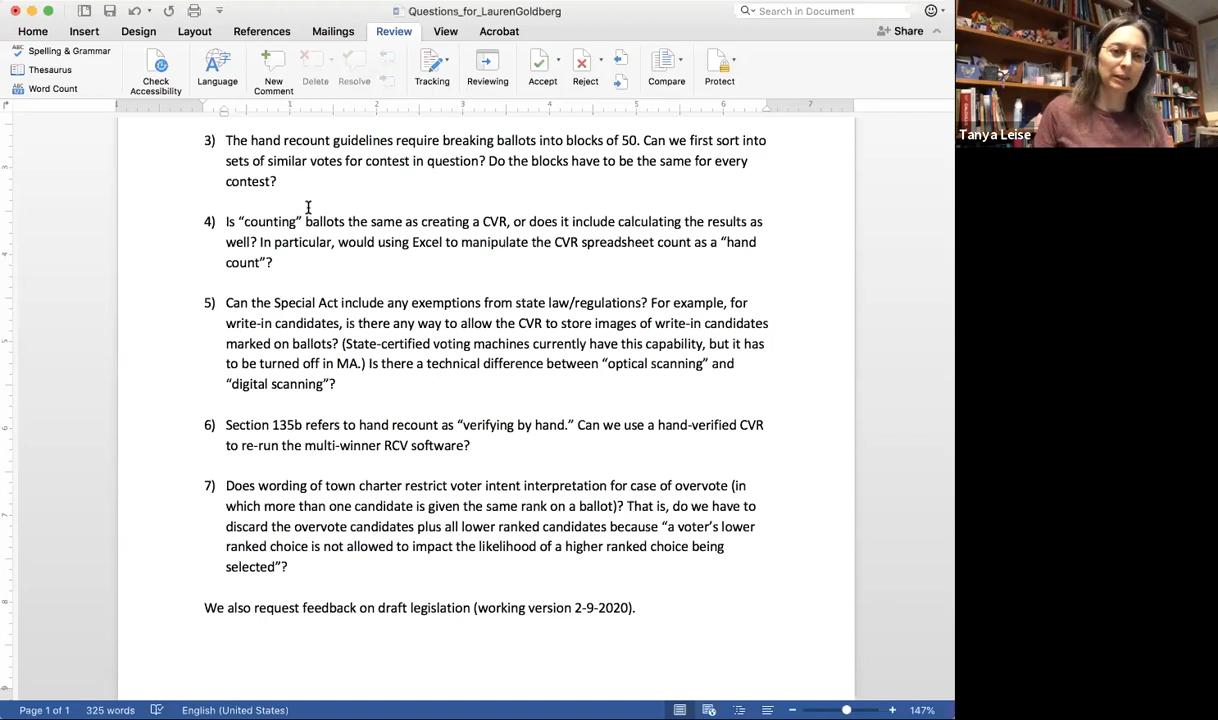 Questions_for_LaurenGoldberg
Search in Document
Home Insert Design Layout References Mailings Review View Acrobat
Share
ABC Spelling & Grammar
Thesaurus
ABC 123 Word Count
Check Accessibility
Language
New Comment
Delete
Resolve
Tracking
Reviewing
Accept
Reject
Compare
Protect
1 1 2 3 4 5 6 7
Tanya Leise
3) The hand recount guidelines require breaking ballots into blocks of 50. Can we first sort into
sets of similar votes for contest in question? Do the blocks have to be the same for every
contest?
4) Is “counting” ballots the same as creating a CVR, or does it include calculating the results as
well? In particular, would using Excel to manipulate the CVR spreadsheet count as a “hand
count”?
5) Can the Special Act include any exemptions from state law/regulations? For example, for
write-in candidates, is there any way to allow the CVR to store images of write-in candidates
marked on ballots? (State-certified voting machines currently have this capability, but it has
to be turned off in MA.) Is there a technical difference between “optical scanning” and
“digital scanning”?
6) Section 135b refers to hand recount as “verifying by hand.” Can we use a hand-verified CVR
to re-run the multi-winner RCV software?
7) Does wording of town charter restrict voter intent interpretation for case of overvote (in
which more than one candidate is given the same rank on a ballot)? That is, do we have to
discard the overvote candidates plus all lower ranked candidates because “a voter’s lower
ranked choice is not allowed to impact the likelihood of a higher ranked choice being
selected”?
We also request feedback on draft legislation (working version 2-9-2020).
Page 1 of 1 325 words English (United States) 147%